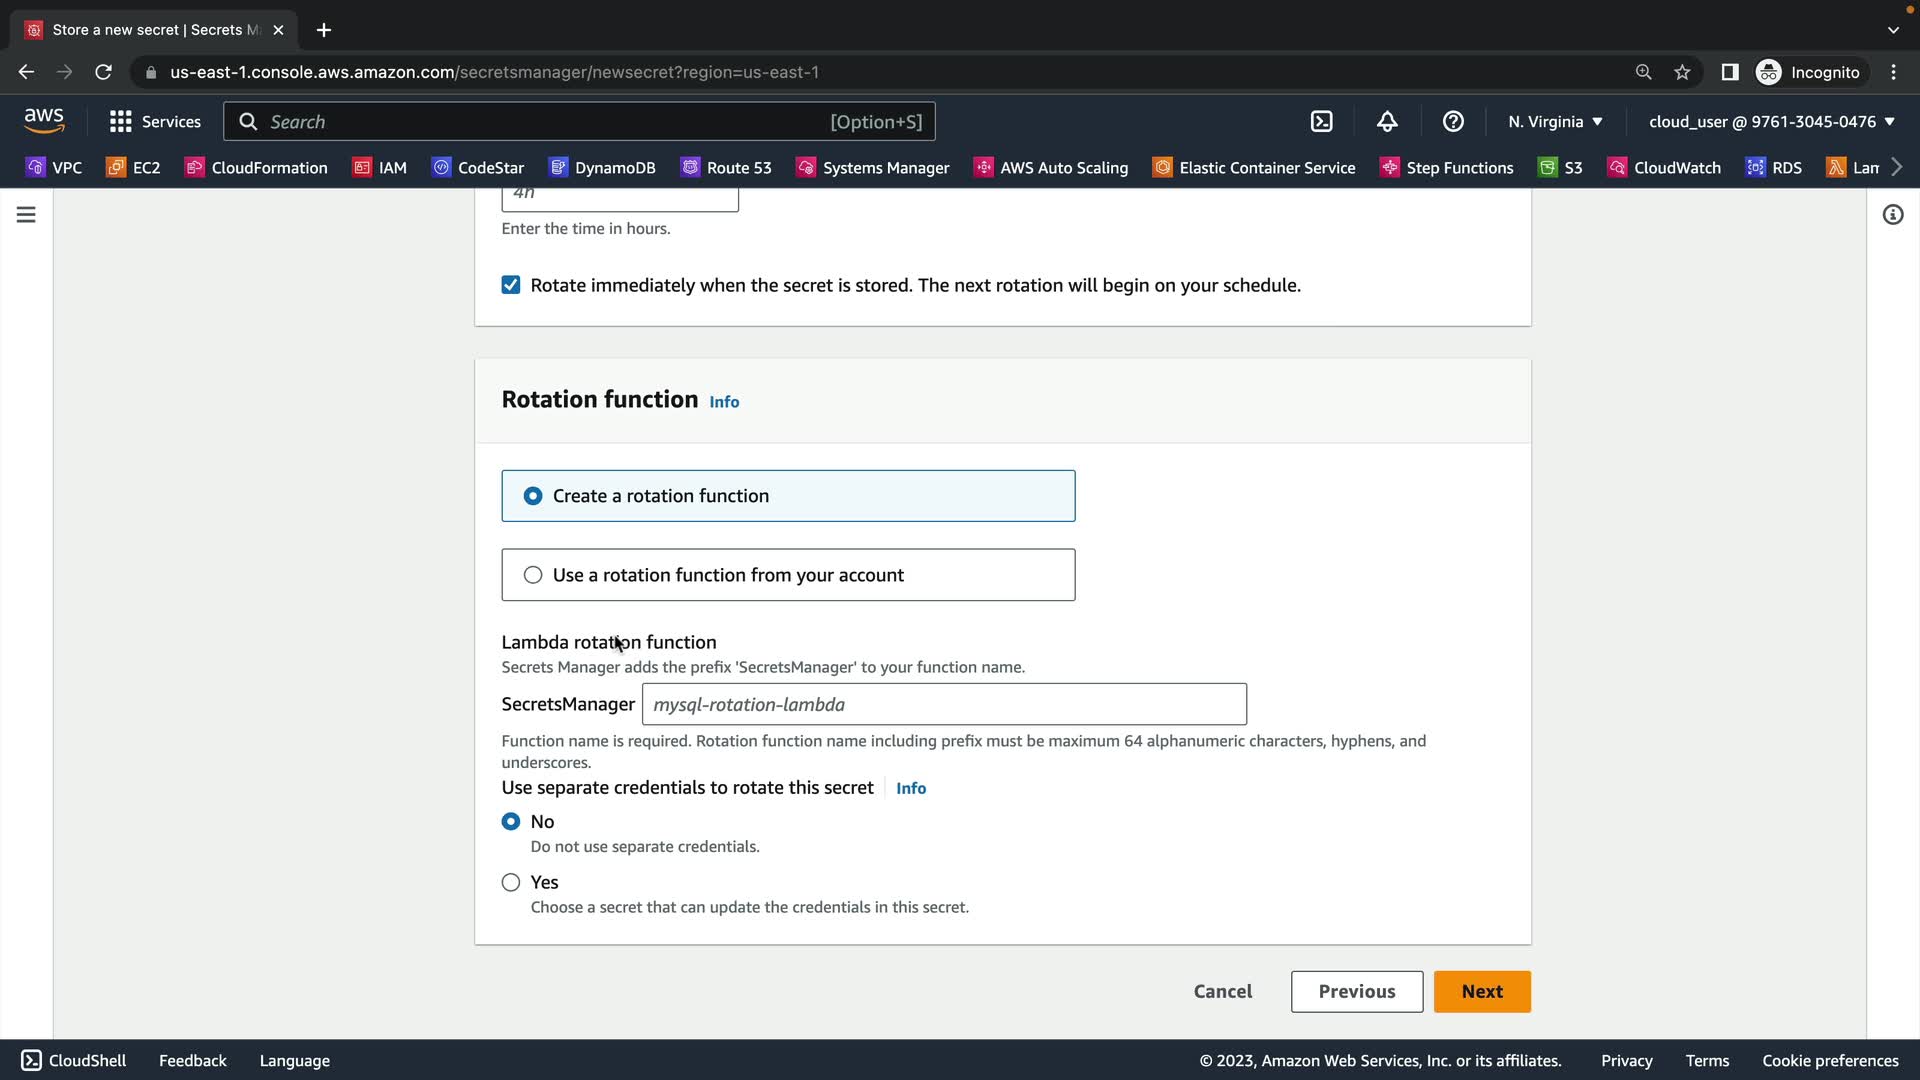 Store a new secret | Secrets M
us-east-1.console.aws.amazon.com/secretsmanager/newsecret?region=us-east-1
Incognito
aws
Services
Search
[Option+S]
N. Virginia
cloud_user @ 9761-3045-0476
VPC
EC2
CloudFormation
IAM
CodeStar
DynamoDB
Route 53
Systems Manager
AWS Auto Scaling
Elastic Container Service
Step Functions
S3
CloudWatch
RDS
Lam
4h
Enter the time in hours.
Rotate immediately when the secret is stored. The next rotation will begin on your schedule.
Rotation function Info
Create a rotation function
Use a rotation function from your account
Lambda rotation function
Secrets Manager adds the prefix 'SecretsManager' to your function name.
SecretsManager mysql-rotation-lambda
Function name is required. Rotation function name including prefix must be maximum 64 alphanumeric characters, hyphens, and
underscores.
Use separate credentials to rotate this secret Info
No
Do not use separate credentials.
Yes
Choose a secret that can update the credentials in this secret.
Cancel
Previous
Next
CloudShell
Feedback
Language
© 2023, Amazon Web Services, Inc. or its affiliates.
Privacy
Terms
Cookie preferences